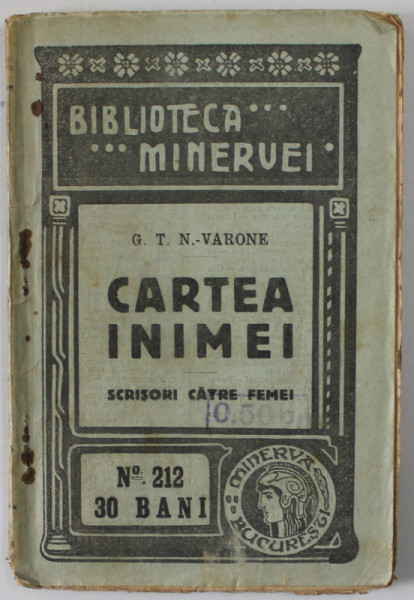 BIBLIOTECA
MINERVEI
G. T. N.-VARONE
CARTEA
INIMEI
SCRISORI CĂTRE FEMEI
0.50 b.
No. 212
30 BANI
MINERVA
BUCUREȘTI